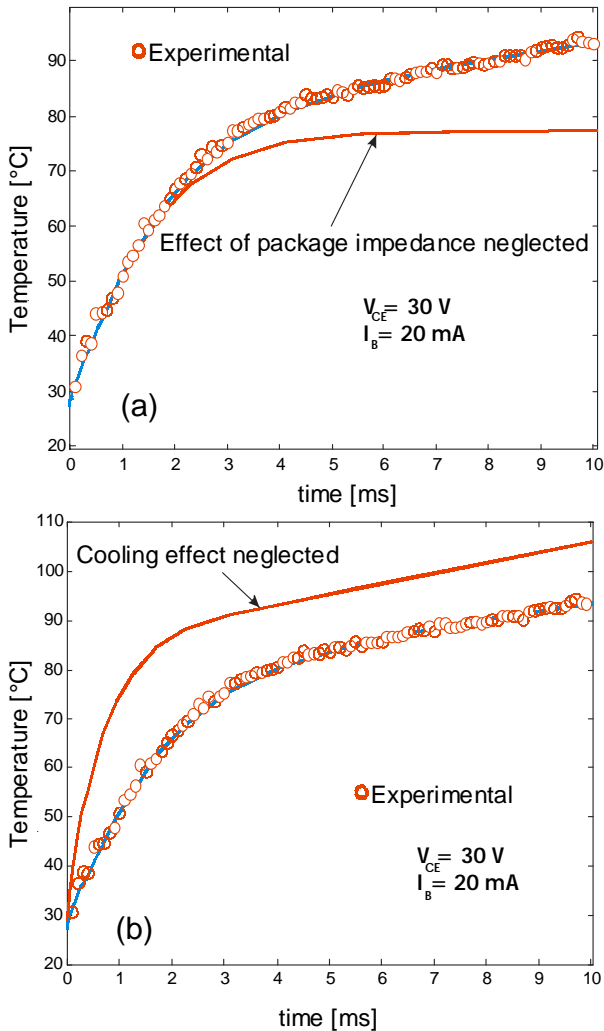 90
80
70
60
50
40
30
20
Temperature [°C]
Experimental
Effect of package impedance neglected
V_CE= 30 V
I_B= 20 mA
(a)
0 1 2 3 4 5 6 7 8 9 10
time [ms]
110
100
90
80
70
60
50
40
30
20
Temperature [°C]
Cooling effect neglected
Experimental
V_CE= 30 V
I_B= 20 mA
(b)
0 1 2 3 4 5 6 7 8 9 10
time [ms]